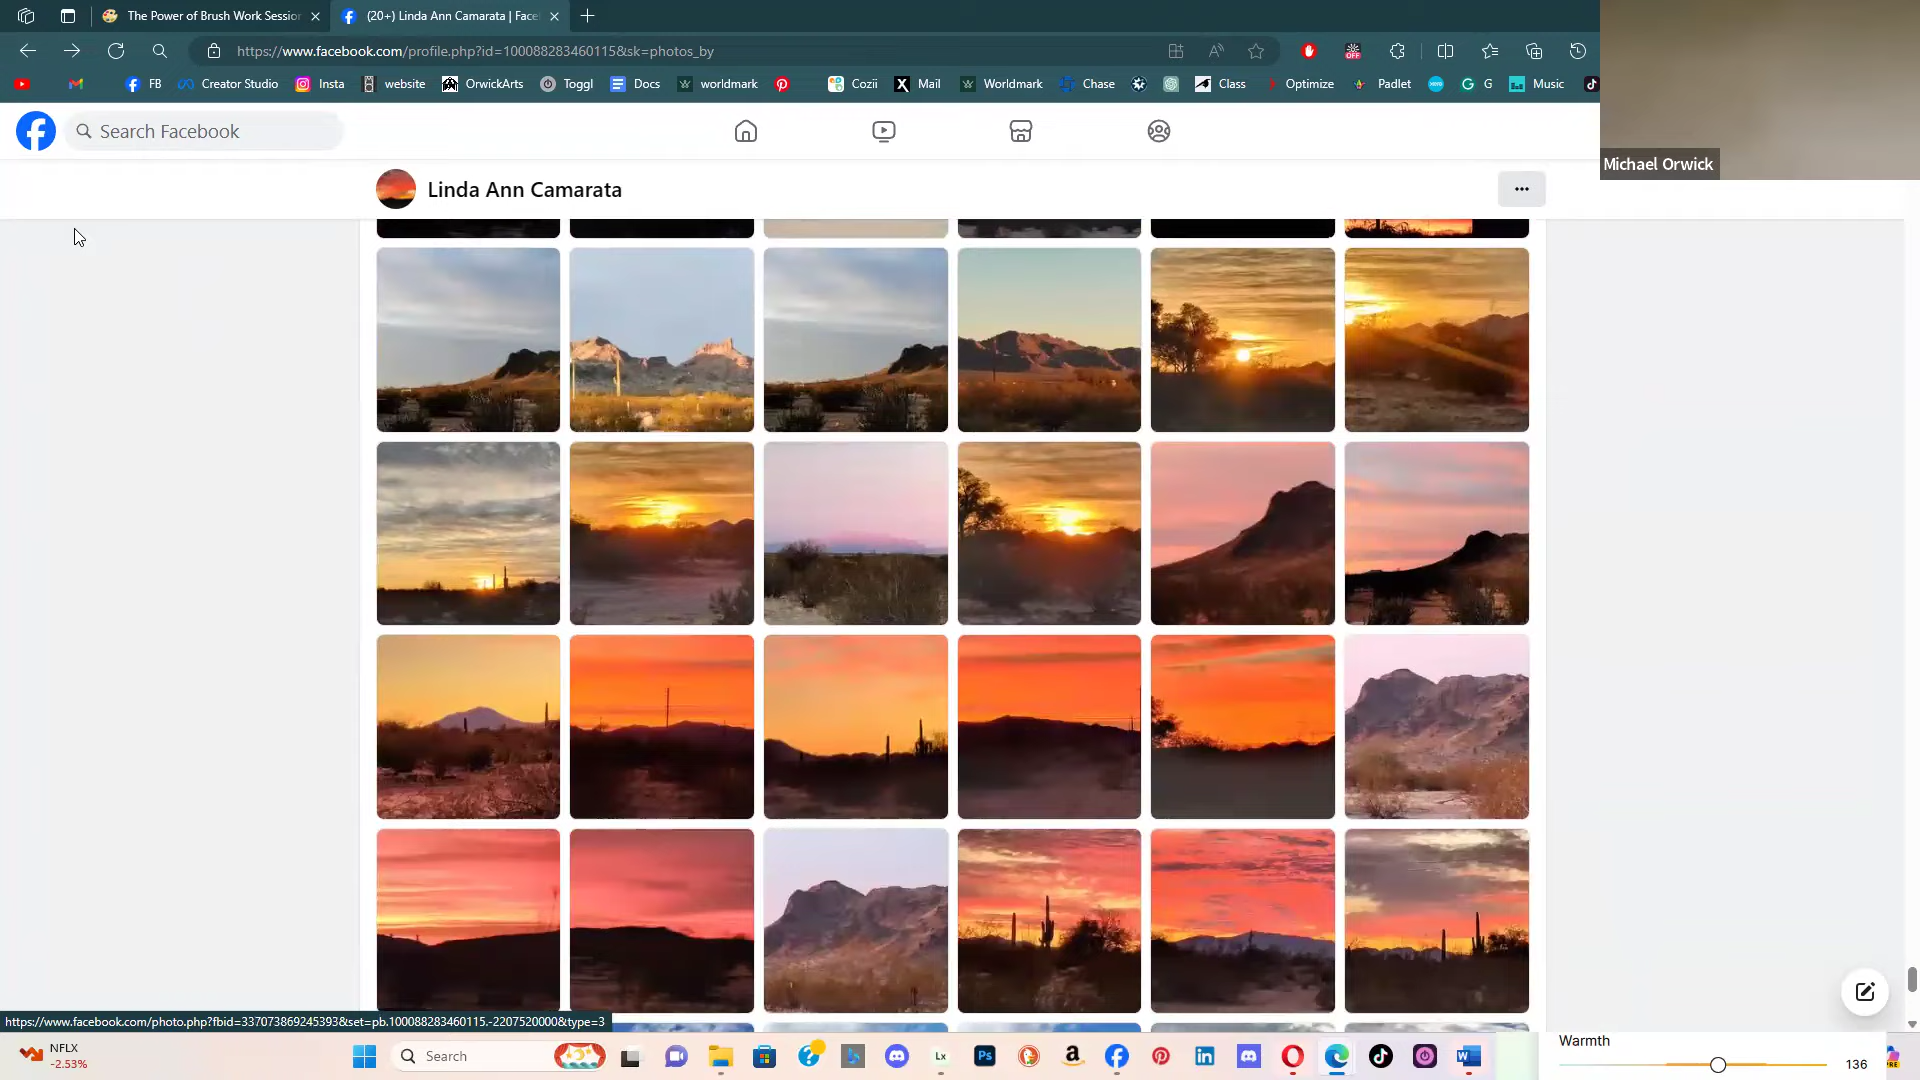 The Power of Brush Work Session
(20+) Linda Ann Camarata | Face
https://www.facebook.com/profile.php?id=100088283460115&sk=photos_by
FB
Creator Studio
Insta
website
OrwickArts
Toggl
Docs
worldmark
Cozii
Mail
Worldmark
Chase
Class
Optimize
Padlet
G
Music
Search Facebook
Michael Orwick
Linda Ann Camarata
https://www.facebook.com/photo.php?fbid=337073869245393&set=pb.100088283460115.-2207520000&type=3
NFLX
-2.53%
Search
Warmth
136